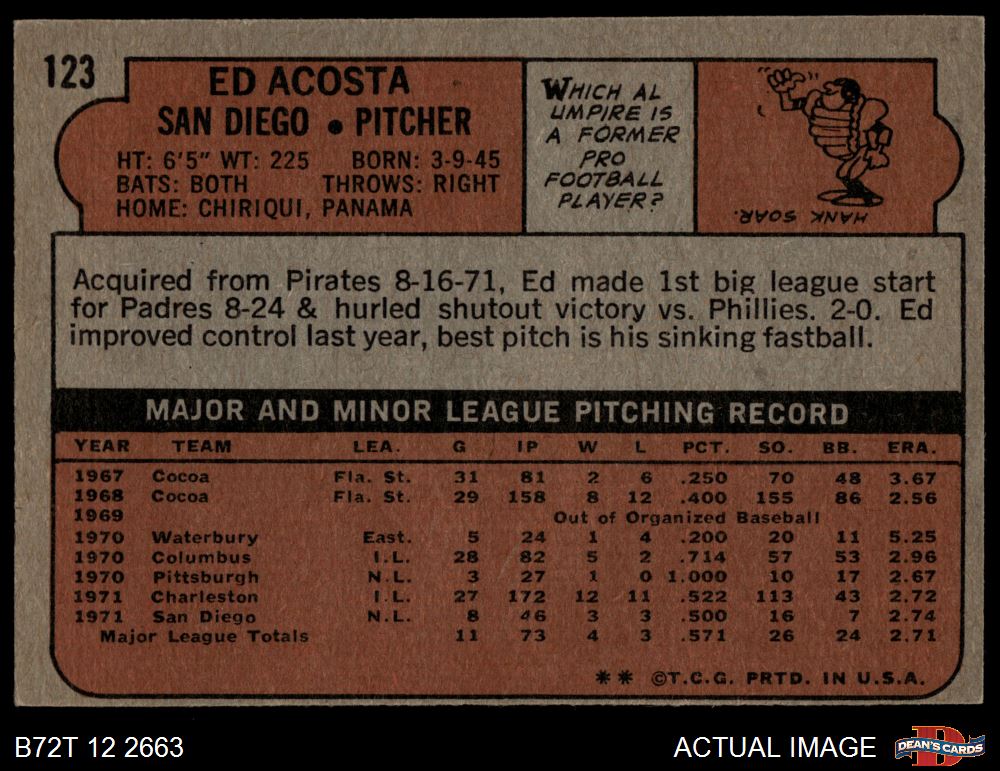 123
ED ACOSTA
SAN DIEGO • PITCHER
HT: 6'5" WT: 225 BORN: 3-9-45
BATS: BOTH THROWS: RIGHT
HOME: CHIRIQUI, PANAMA
WHICH AL
UMPIRE IS
A FORMER
PRO
FOOTBALL
PLAYER?
HANK SOAR.
Acquired from Pirates 8-16-71, Ed made 1st big league start
for Padres 8-24 & hurled shutout victory vs. Phillies. 2-0. Ed
improved control last year, best pitch is his sinking fastball.
MAJOR AND MINOR LEAGUE PITCHING RECORD
YEAR TEAM LEA. G IP W L PCT. SO. BB. ERA.
1967 Cocoa Fla. St. 31 81 2 6 .250 70 48 3.67
1968 Cocoa Fla. St. 29 158 8 12 .400 155 86 2.56
1969 Out of Organized Baseball
1970 Waterbury East. 5 24 1 4 .200 20 11 5.25
1970 Columbus I.L. 28 82 5 2 .714 57 53 2.96
1970 Pittsburgh N.L. 3 27 1 0 1.000 10 17 2.67
1971 Charleston I.L. 27 172 12 11 .522 113 43 2.72
1971 San Diego N.L. 8 46 3 3 .500 16 7 2.74
Major League Totals 11 73 4 3 .571 26 24 2.71
** ©T.C.G. PRTD. IN U.S.A.
B72T 12 2663 ACTUAL IMAGE
D
DEAN'S CARDS